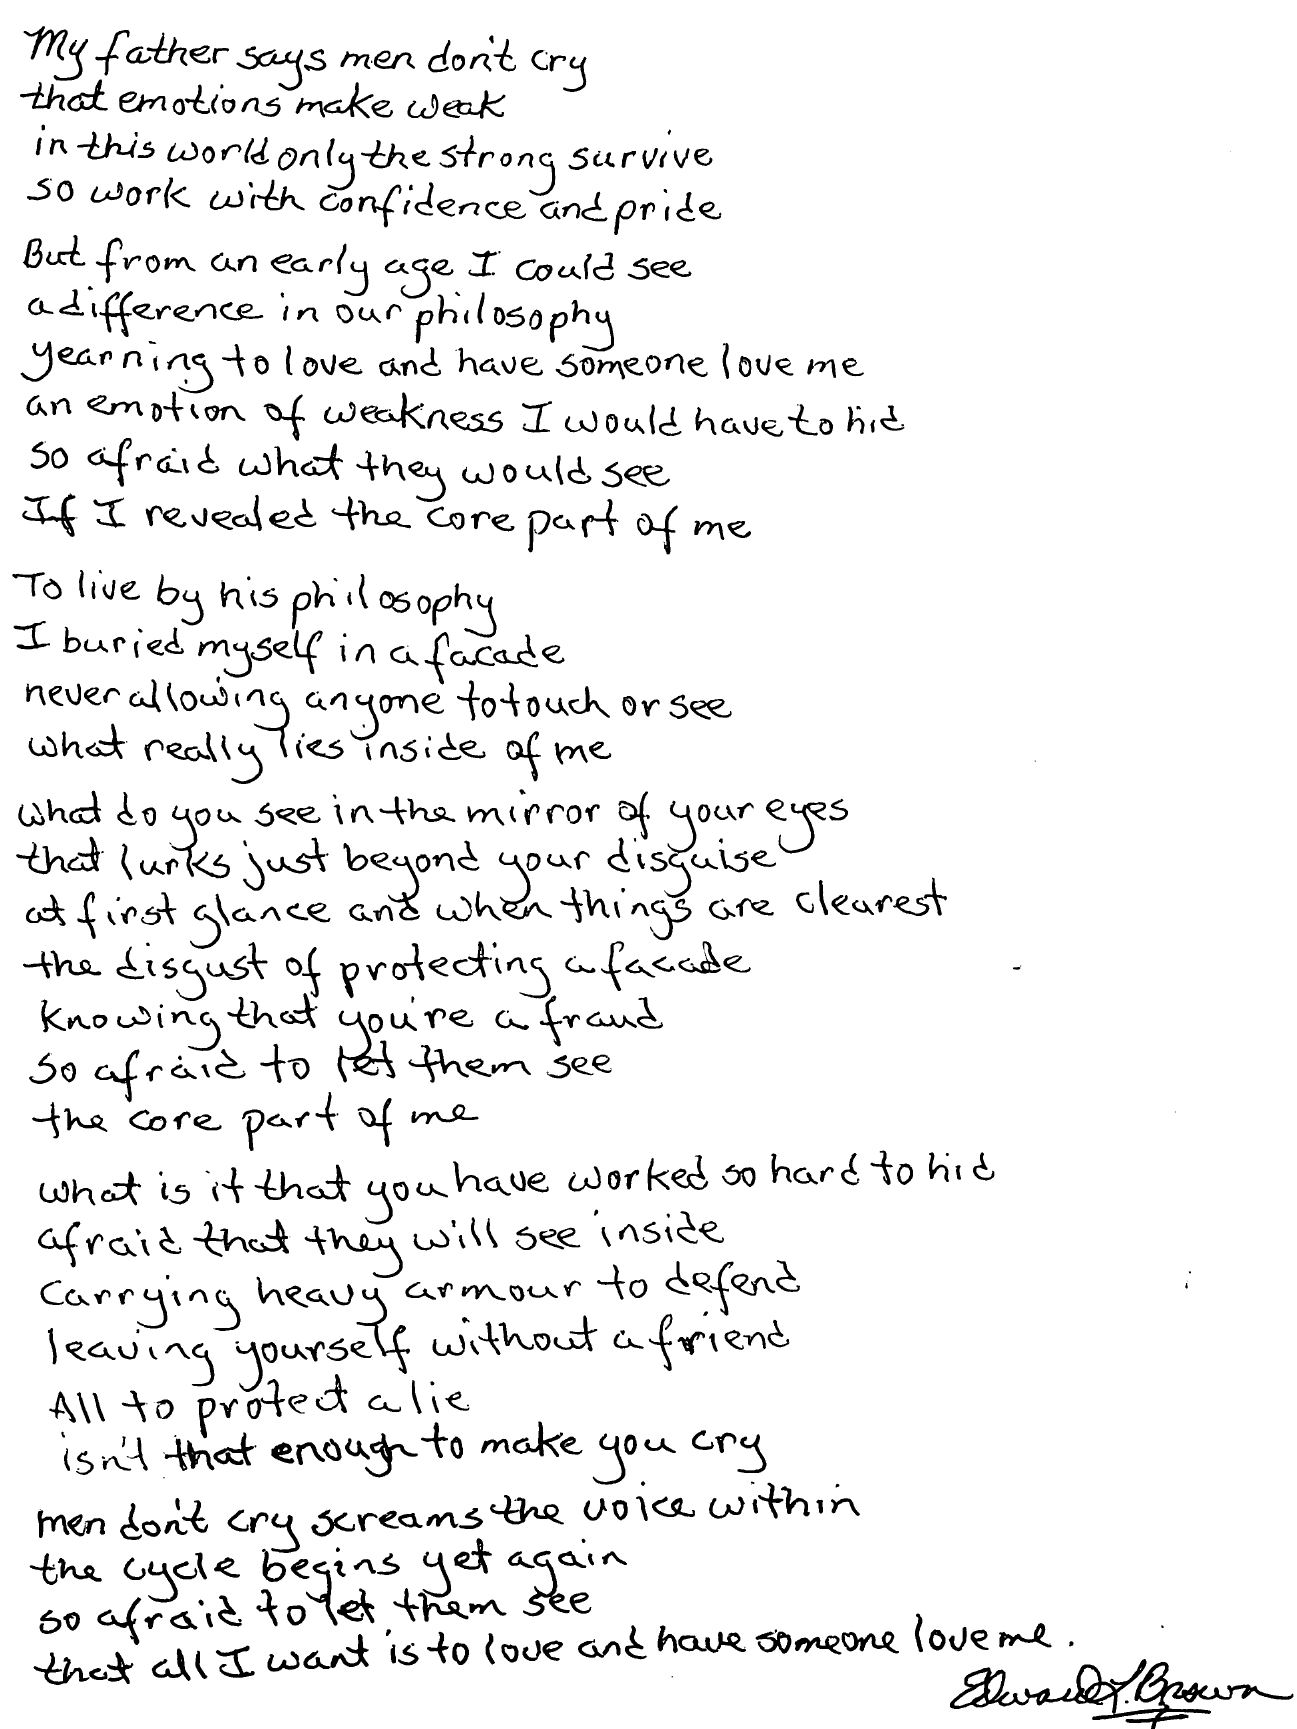 My father says men don't cry
that emotions make weak
in this world only the strong survive
so work with confidence and pride
But from an early age I could see
a difference in our philosophy
yearning to love and have someone love me
an emotion of weakness I would have to hid
so afraid what they would see
If I revealed the core part of me
To live by his philosophy
I buried myself in a facade
never allowing anyone to touch or see
what really lies inside of me
what do you see in the mirror of your eyes
that lurks just beyond your disguise
at first glance and when things are clearest
the disgust of protecting a facade
knowing that you're a fraud
so afraid to let them see
the core part of me
what is it that you have worked so hard to hid
afraid that they will see inside
carrying heavy armour to defend
leaving yourself without a friend
All to protect a lie
isn't that enough to make you cry
men don't cry screams the voice within
the cycle begins yet again
so afraid to let them see
that all I want is to love and have someone love me.
Edward L. Brown